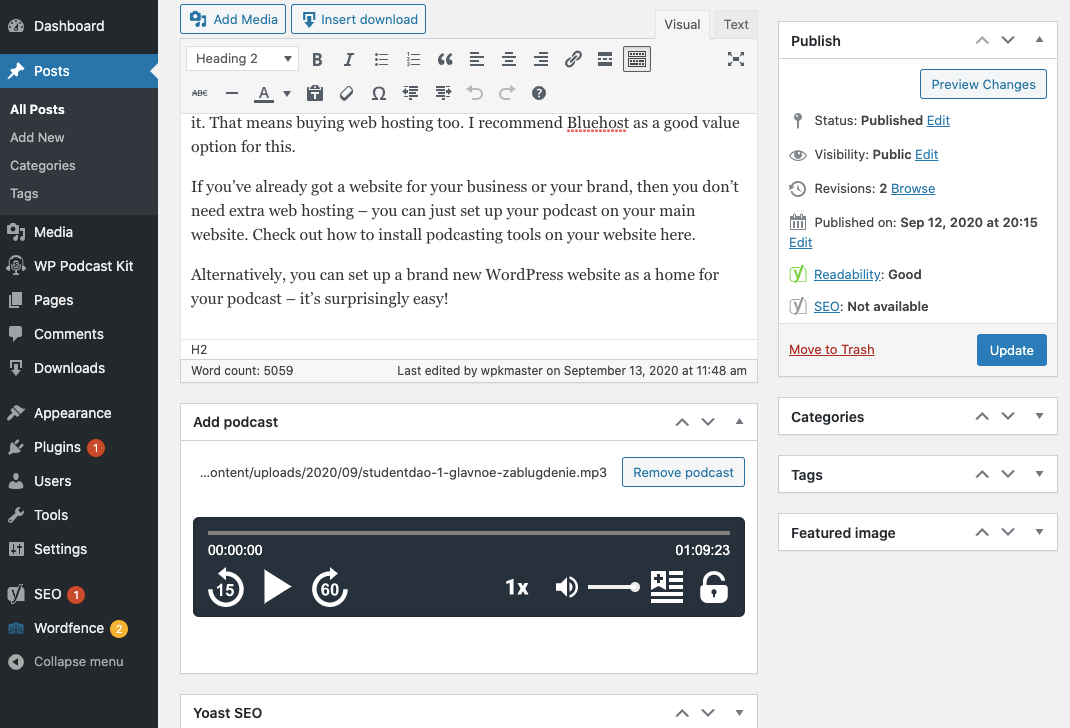 Dashboard
Posts
All Posts
Add New
Categories
Tags
Media
WP Podcast Kit
Pages
Comments
Downloads
Appearance
Plugins 1
Users
Tools
Settings
SEO 1
Wordfence 2
Collapse menu
Add Media
Insert download
Visual
Text
Heading 2
B
I
ABC
A
Ω
it. That means buying web hosting too. I recommend Bluehost as a good value
option for this.
If you’ve already got a website for your business or your brand, then you don’t
need extra web hosting – you can just set up your podcast on your main
website. Check out how to install podcasting tools on your website here.
Alternatively, you can set up a brand new WordPress website as a home for
your podcast – it’s surprisingly easy!
H2
Word count: 5059
Last edited by wpkmaster on September 13, 2020 at 11:48 am
Add podcast
...ontent/uploads/2020/09/studentdao-1-glavnoe-zablugdenie.mp3
Remove podcast
00:00:00
01:09:23
15
60
1x
Yoast SEO
Publish
Preview Changes
Status: Published Edit
Visibility: Public Edit
Revisions: 2 Browse
Published on: Sep 12, 2020 at 20:15
Edit
Readability: Good
SEO: Not available
Move to Trash
Update
Categories
Tags
Featured image